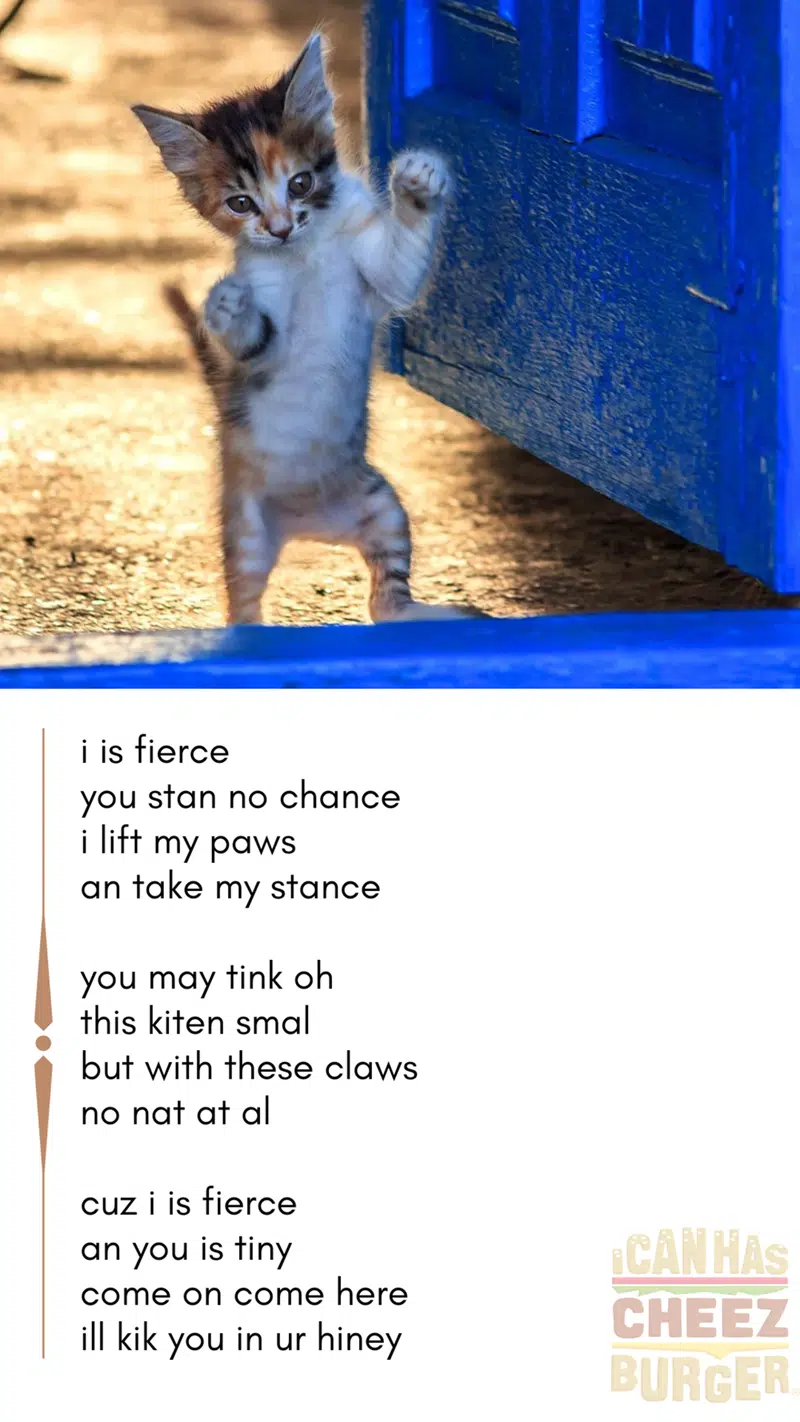 i is fierce
you stan no chance
i lift my paws
an take my stance
you may tink oh
this kiten smal
but with these claws
no nat at al
cuz i is fierce
an you is tiny
come on come here
ill kik you in ur hiney
iCAN HAS
CHEEZ
BURGER